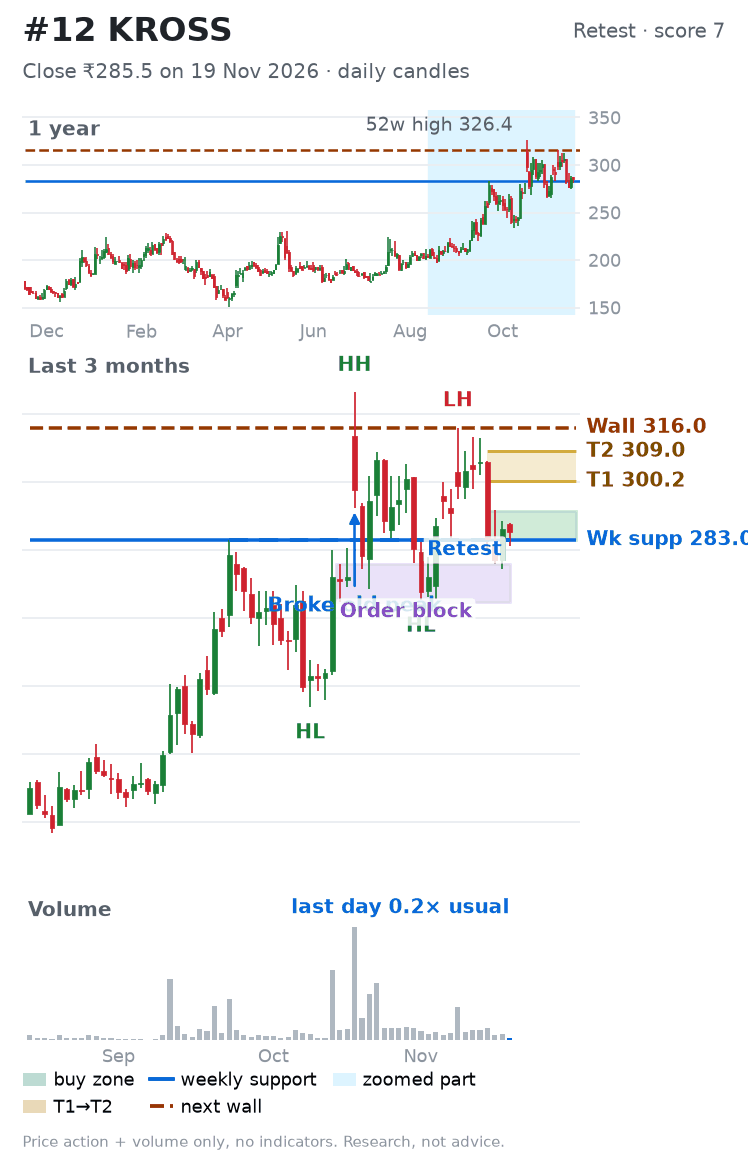 #12 KROSS
Retest · score 7
Close ₹285.5 on 19 Nov 2026 · daily candles
1 year
52w high 326.4
350
300
250
200
150
Dec Feb Apr Jun Aug Oct
Last 3 months
HH
LH
Wall 316.0
T2 309.0
T1 300.2
Wk supp 283.0
Retest
Broke
Order block
HL
HL
Volume
last day 0.2× usual
Sep Oct Nov
buy zone weekly support zoomed part
T1→T2 next wall
Price action + volume only, no indicators. Research, not advice.